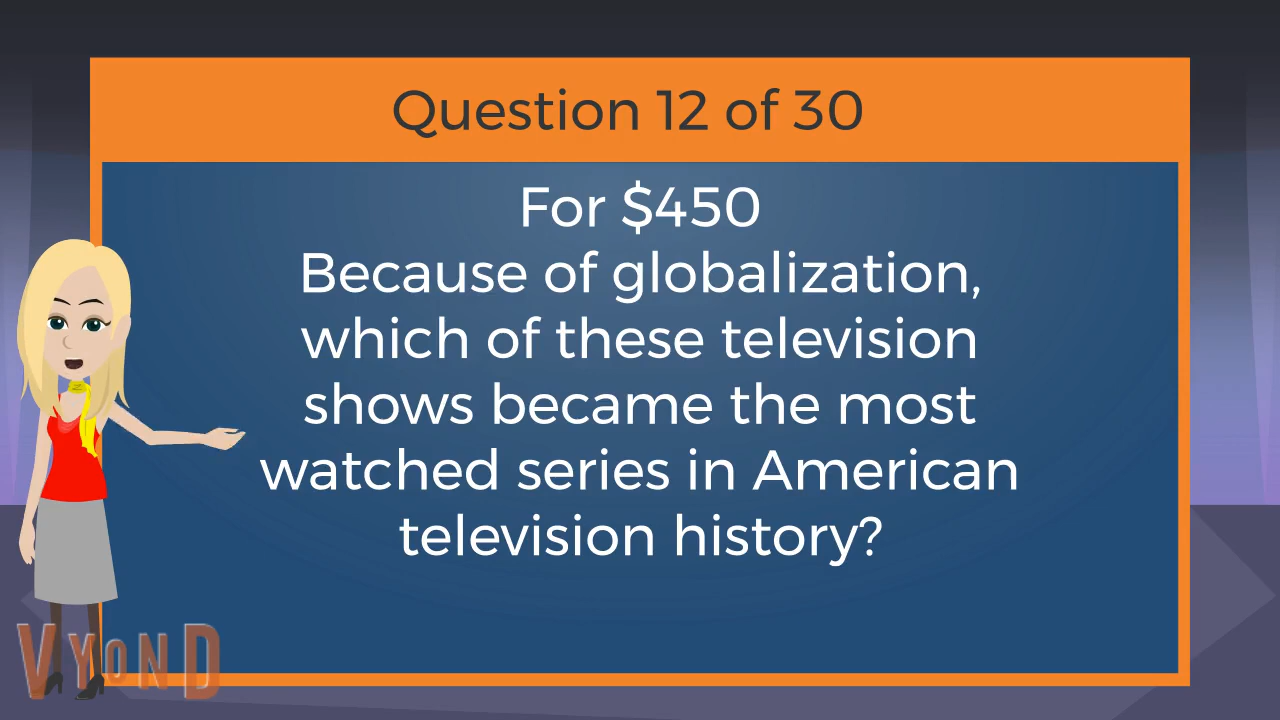 Question 12 of 30
For $450
Because of globalization,
which of these television
shows became the most
watched series in American
television history?
VYOND